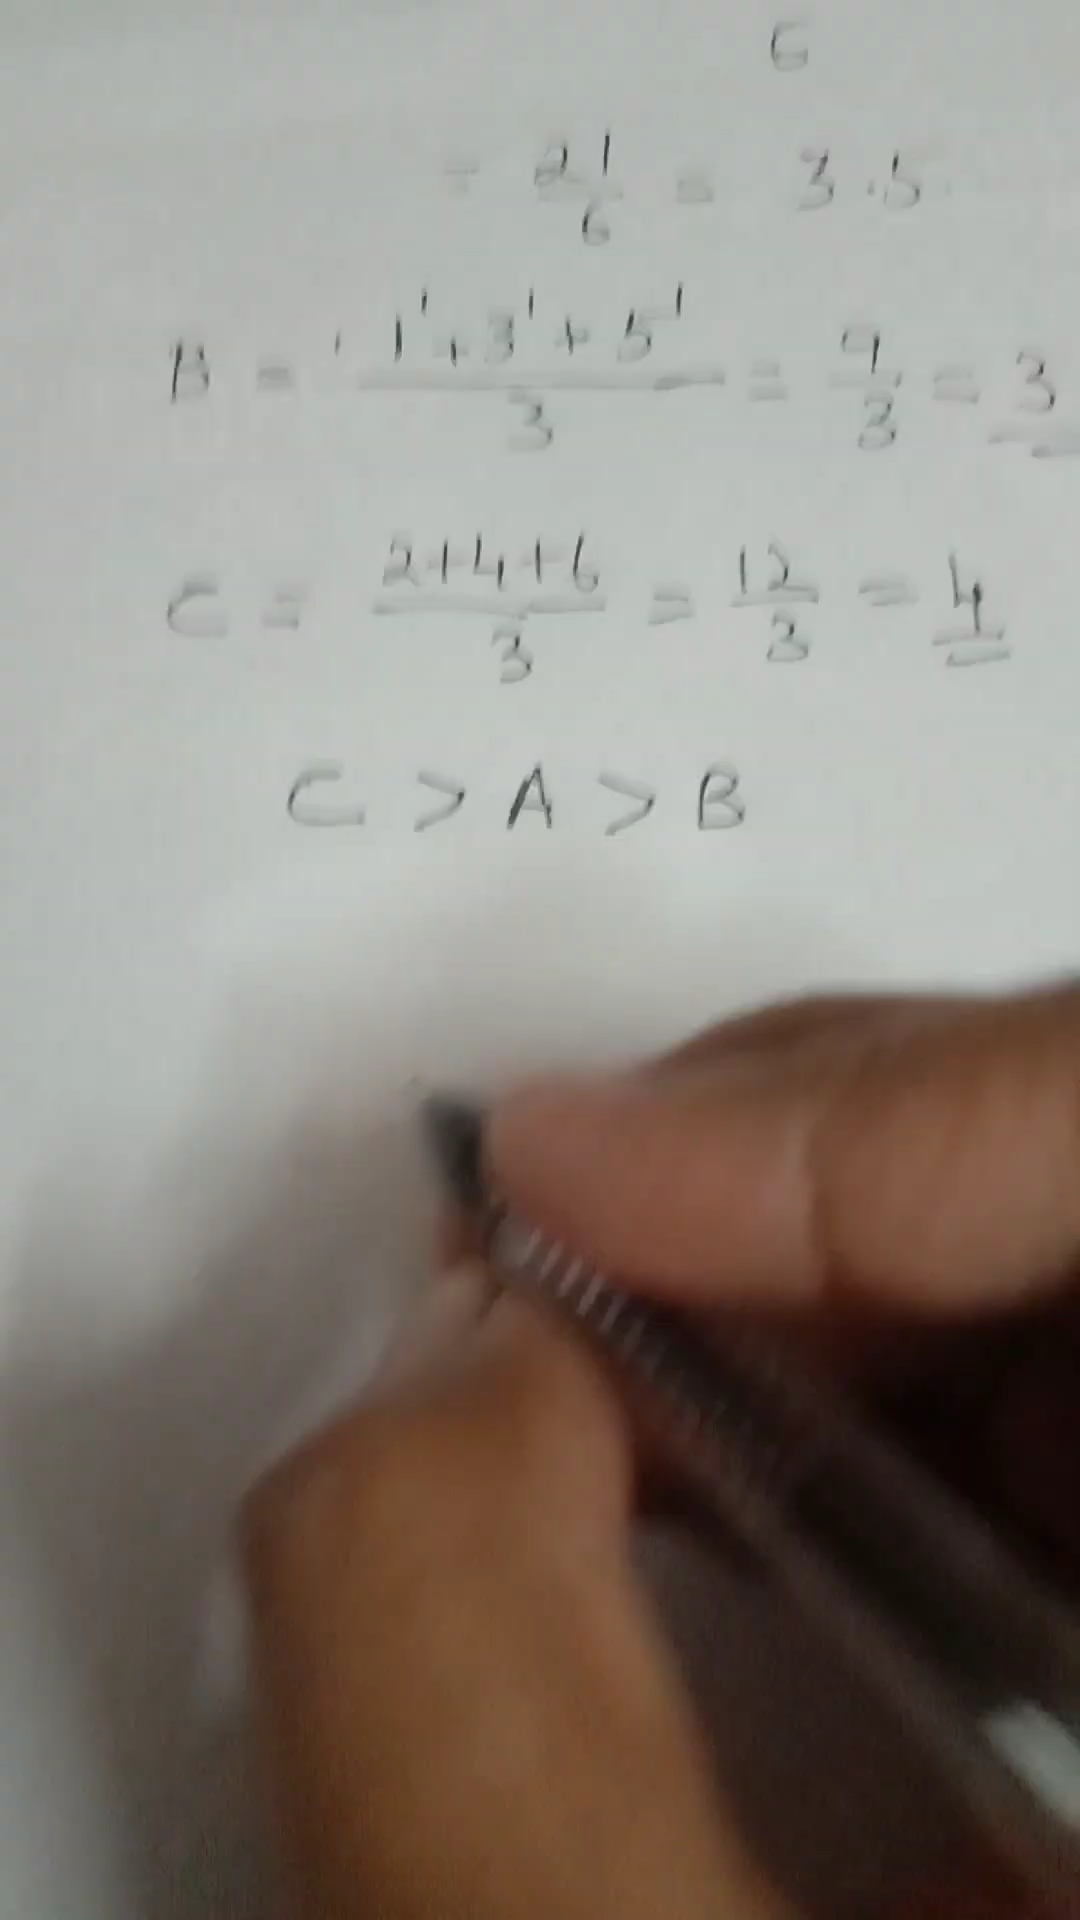 6
= 21/6 = 3.5
B = 1'+3'+5'/3 = 9/3 = 3
C = 2+4+6/3 = 12/3 = 4
C > A > B